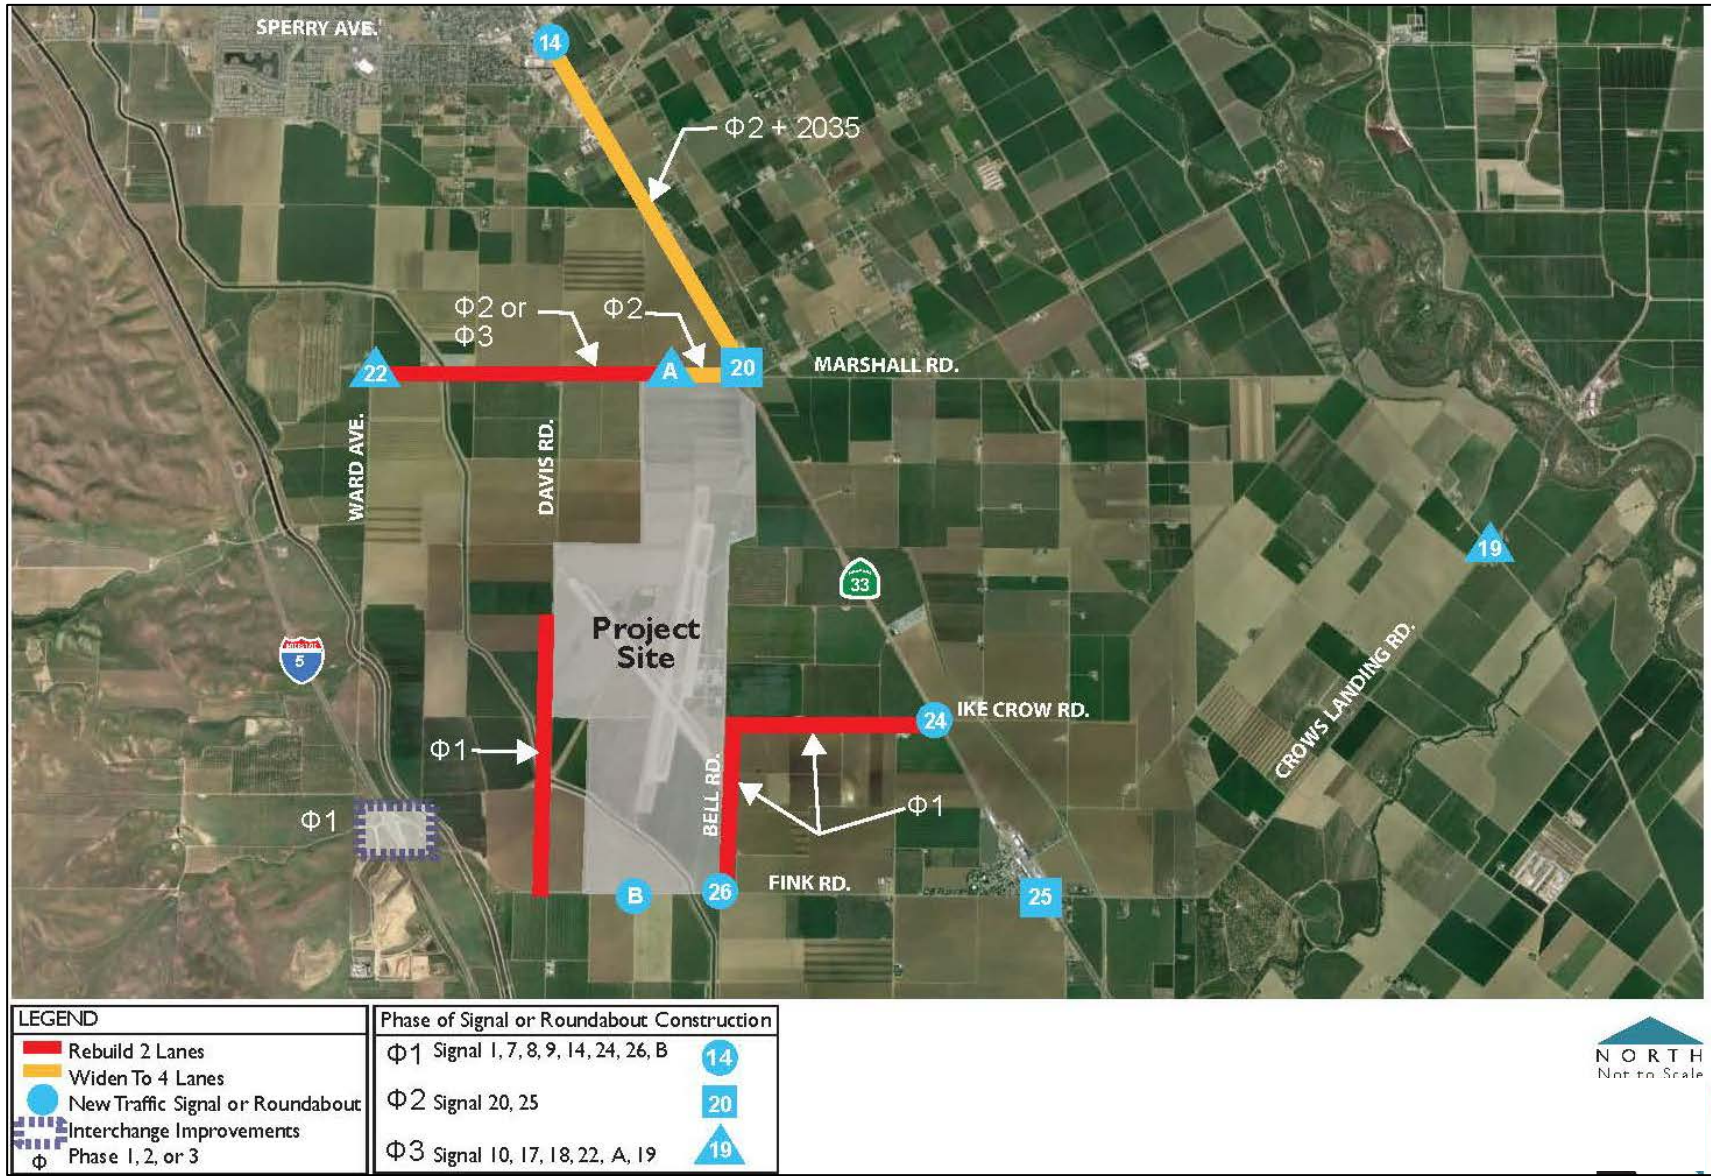 SPERRY AVE.
14
Φ2 + 2035
Φ2 or
Φ3
Φ2
22
A
20
MARSHALL RD.
WARD AVE.
DAVIS RD.
19
33
Project
Site
INTERSTATE
5
24
IKE CROW RD.
CROWS LANDING RD.
Φ1
BELL RD.
Φ1
Φ1
FINK RD.
B
26
25
LEGEND
Rebuild 2 Lanes
Widen To 4 Lanes
New Traffic Signal or Roundabout
Interchange Improvements
Φ Phase 1, 2, or 3
Phase of Signal or Roundabout Construction
Φ1 Signal 1, 7, 8, 9, 14, 24, 26, B 14
Φ2 Signal 20, 25 20
Φ3 Signal 10, 17, 18, 22, A, 19 19
NORTH
Not to Scale